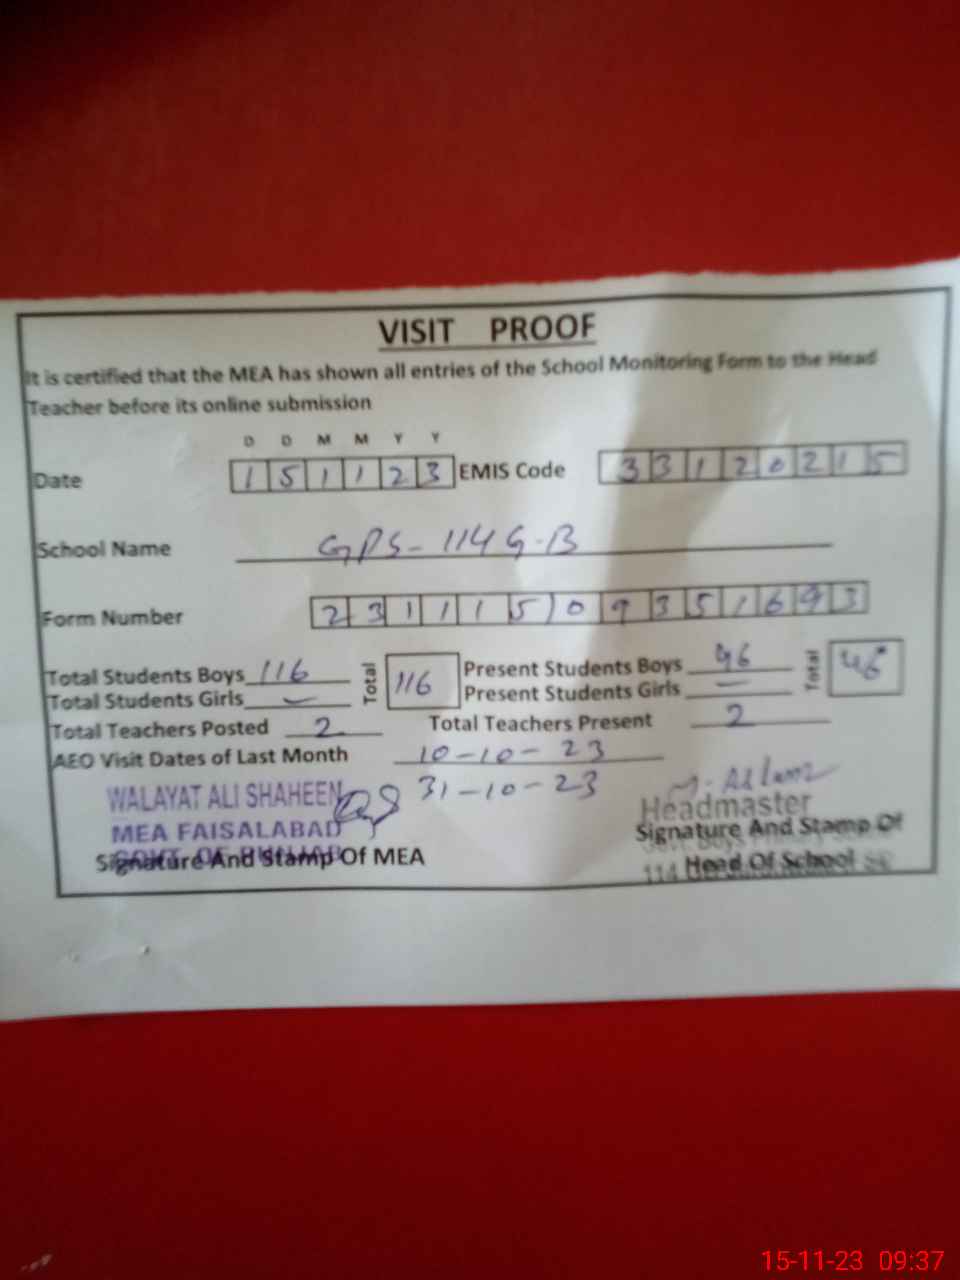 VISIT PROOF
It is certified that the MEA has shown all entries of the School Monitoring Form to the Head
Teacher before its online submission
D D M M Y Y
Date 1 5 1 1 2 3 EMIS Code 3 3 1 2 0 2 1 5
School Name GPS- 114 G.B
Form Number 2 3 1 1 1 5 0 9 3 5 1 6 9 3
Total Students Boys 116 Total 116 Present Students Boys 96 Total
Total Students Girls - Present Students Girls -
Total Teachers Posted 2 Total Teachers Present 2
AEO Visit Dates of Last Month 10-10-23
31-10-23
WALAYAT ALI SHAHEEN
MEA FAISALABAD
GOVT. OF PUNJAB
Signature And Stamp Of MEA
Headmaster
Signature And Stamp Of
Head Of School
114
15-11-23 09:37